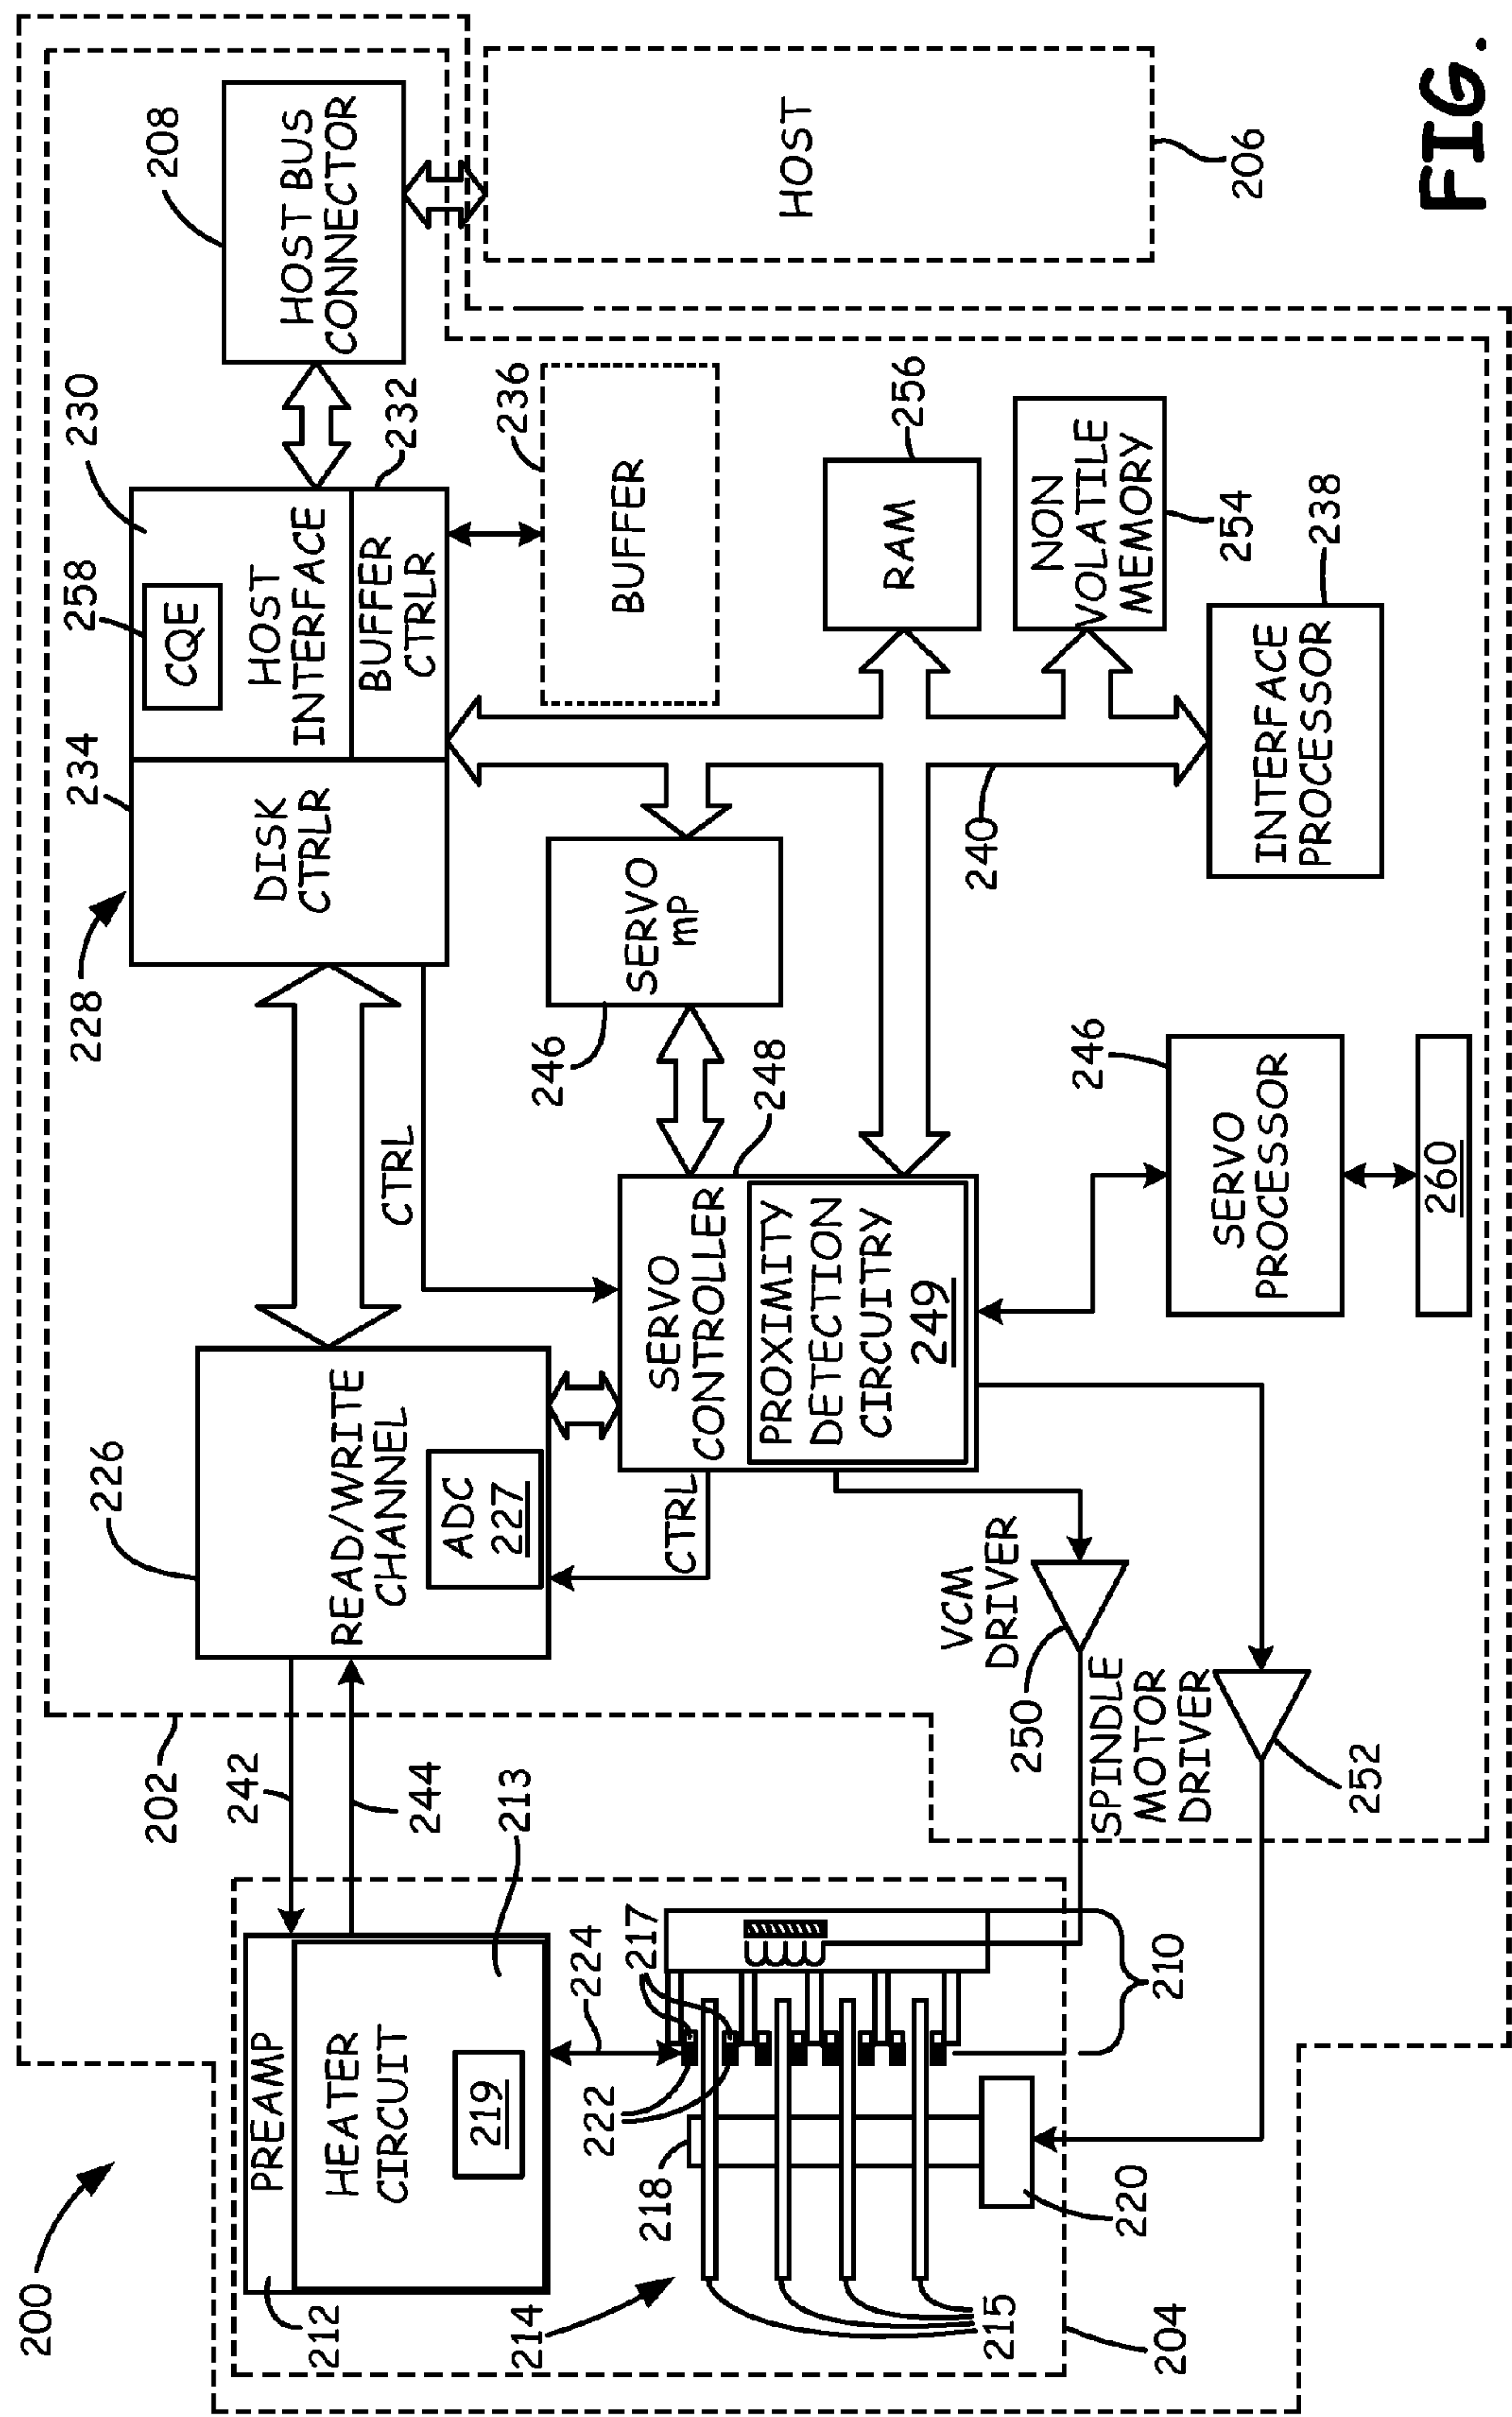 200
212
PREAMP
HEATER
CIRCUIT
219
213
242
244
202
226
READ/WRITE
CHANNEL
ADC
227
CTRL
228
234
DISK
CTRLR
258
CQE
230
HOST
INTERFACE
BUFFER
CTRLR
232
208
HOST BUS
CONNECTOR
214
218
222
224
217
215
204
220
210
CTRL
SERVO
CONTROLLER
PROXIMITY
DETECTION
CIRCUITRY
249
248
246
SERVO
mP
236
BUFFER
HOST
206
VCM
DRIVER
250
SPINDLE
MOTOR
DRIVER
252
246
SERVO
PROCESSOR
260
240
RAM
256
NON
VOLATILE
MEMORY
254
INTERFACE
PROCESSOR
238
FIG.